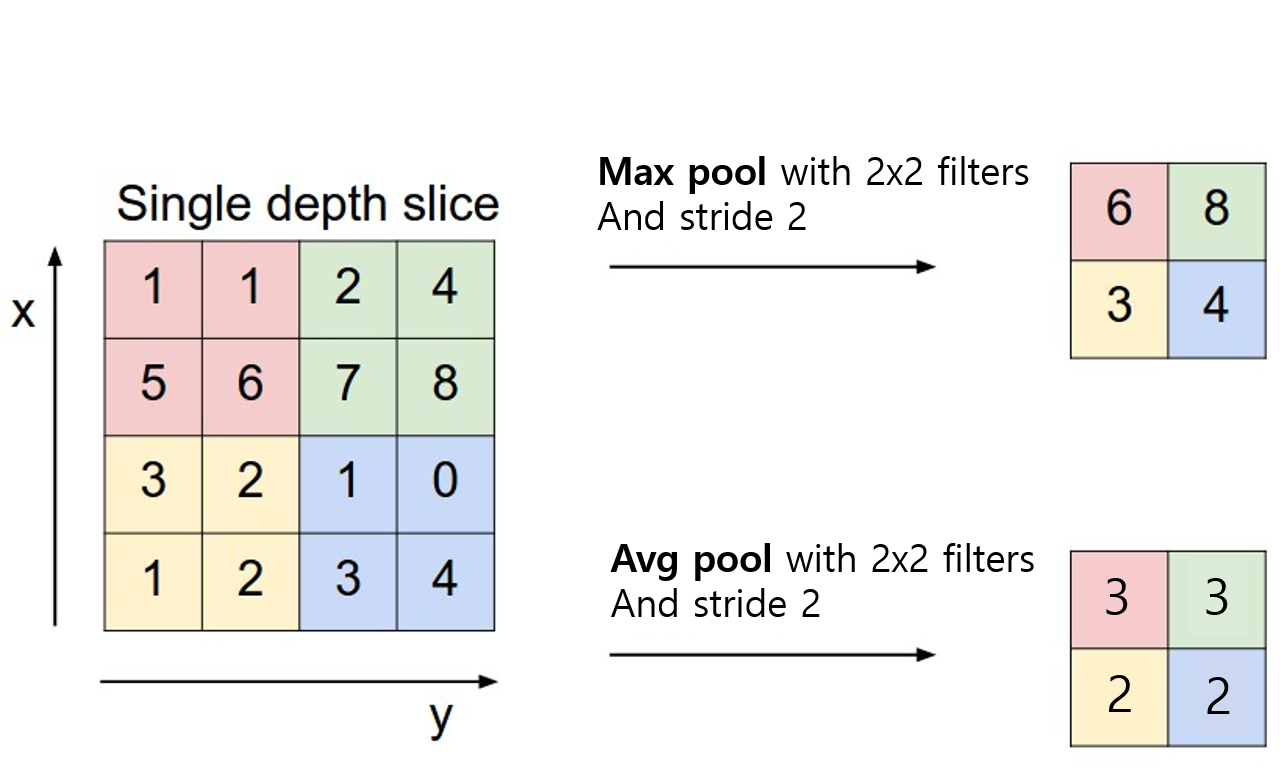 Single depth slice
x
1 1 2 4
5 6 7 8
3 2 1 0
1 2 3 4
y
Max pool with 2x2 filters
And stride 2
6 8
3 4
Avg pool with 2x2 filters
And stride 2
3 3
2 2